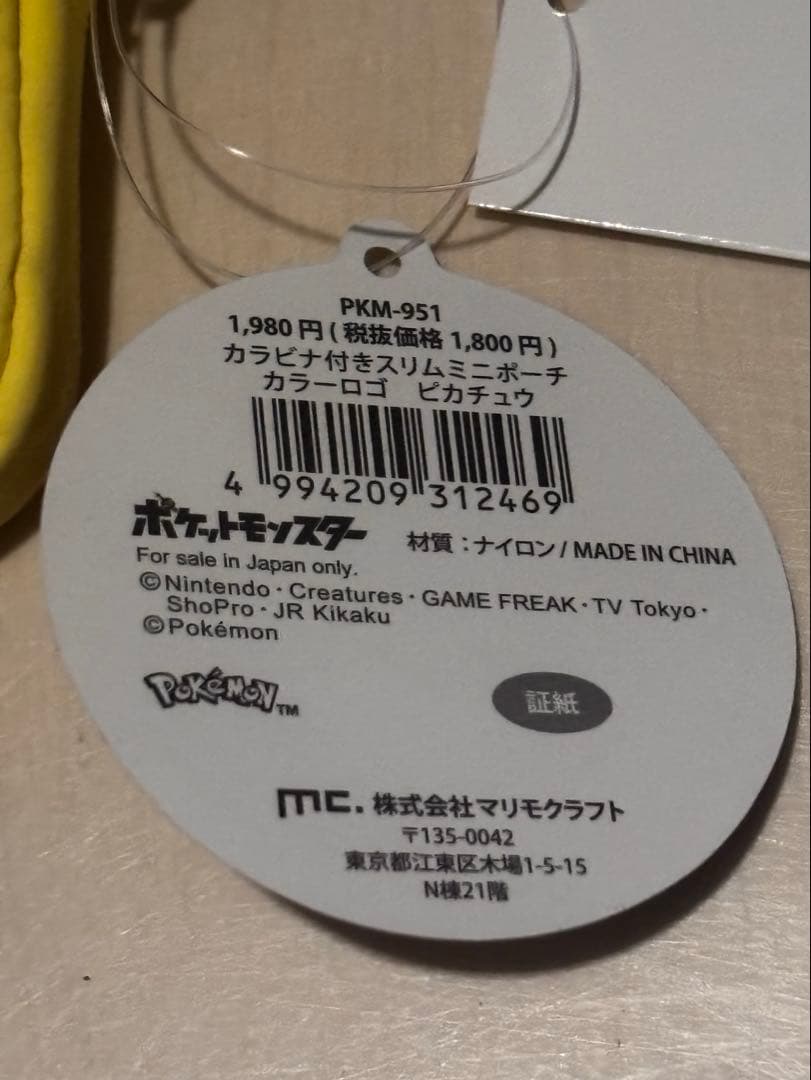 PKM-951
1,980円(税抜価格 1,800円)
カラビナ付きスリムミニポーチ
カラーロゴ　ピカチュウ
4 994209 312469
ポケットモンスター
材質：ナイロン/MADE IN CHINA
For sale in Japan only.
©Nintendo・Creatures・GAME FREAK・TV Tokyo・
ShoPro・JR Kikaku
©Pokémon
POKéMON TM
証紙
mc. 株式会社マリモクラフト
〒135-0042
東京都江東区木場1-5-15
N棟21階